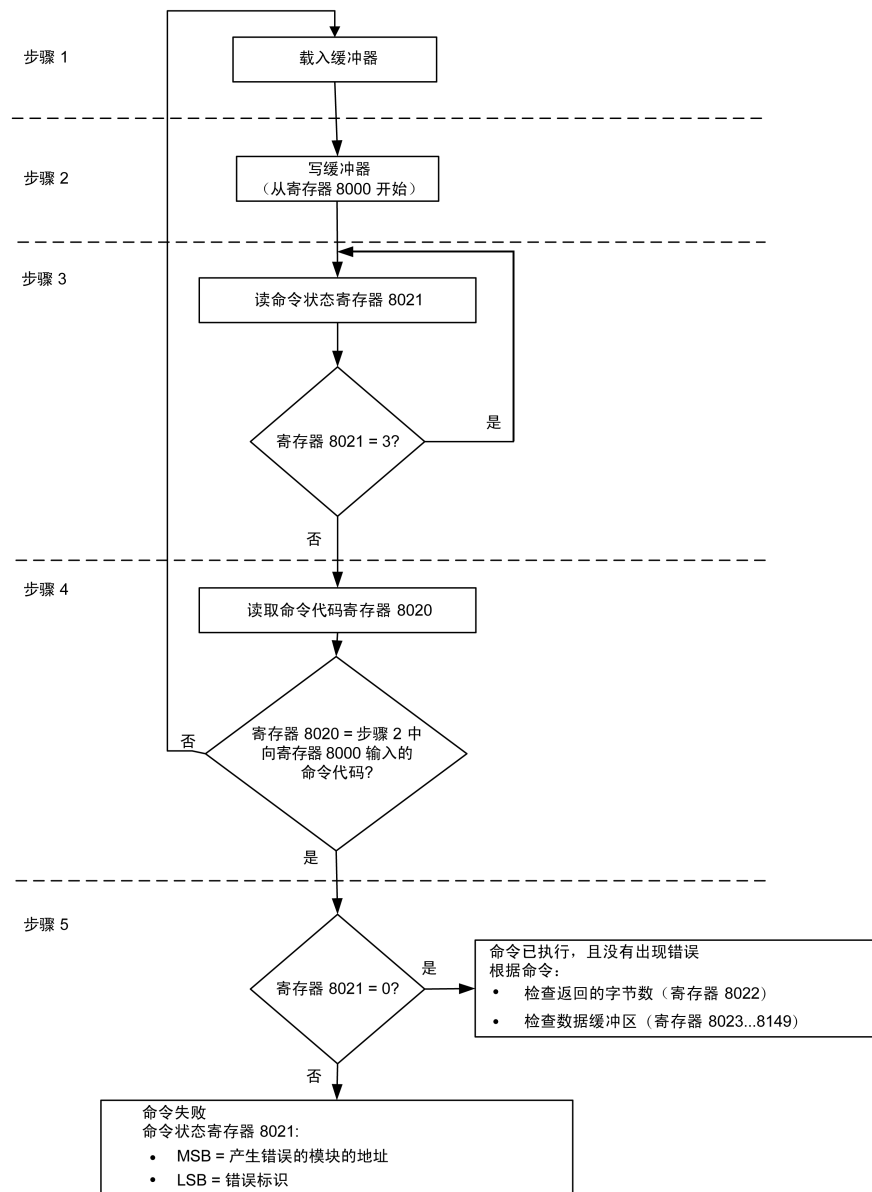 步骤 1
载入缓冲器
步骤 2
写缓冲器
（从寄存器 8000 开始）
步骤 3
读命令状态寄存器 8021
是
寄存器 8021 = 3?
否
步骤 4
读取命令代码寄存器 8020
否
寄存器 8020 = 步骤 2 中
向寄存器 8000 输入的
命令代码?
是
步骤 5
寄存器 8021 = 0?
是
命令已执行，且没有出现错误
根据命令：
• 检查返回的字节数（寄存器 8022）
• 检查数据缓冲区（寄存器 8023...8149）
否
命令失败
命令状态寄存器 8021:
• MSB = 产生错误的模块的地址
• LSB = 错误标识